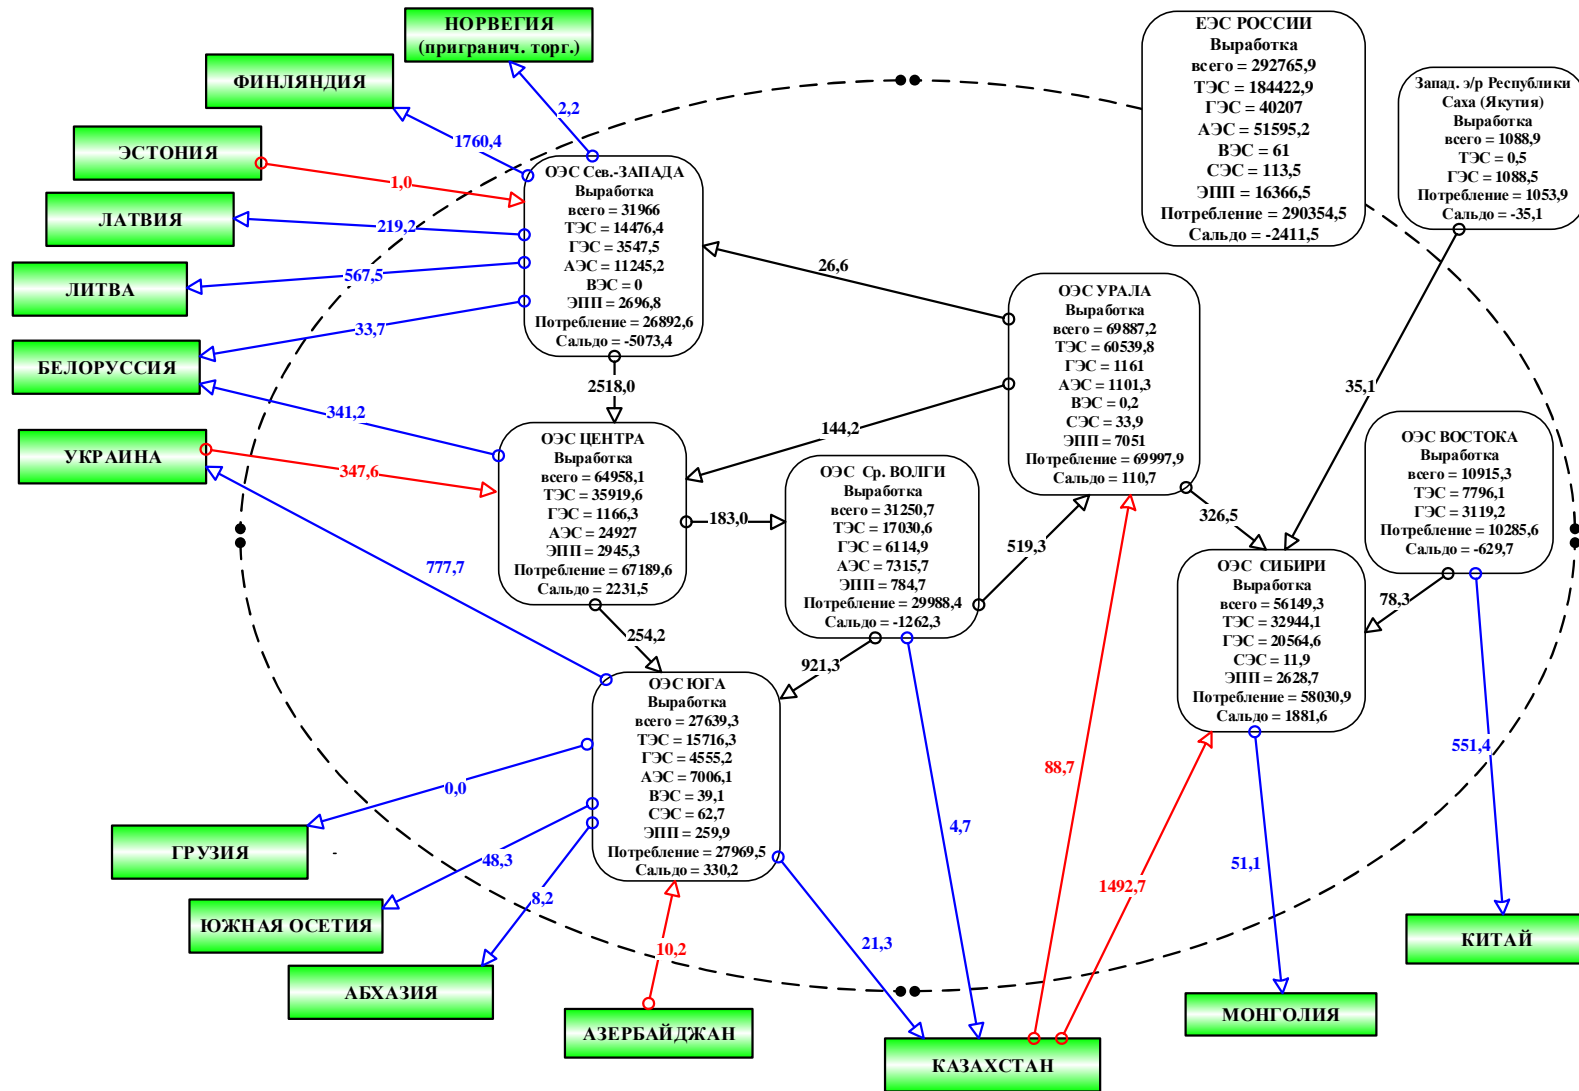 НОРВЕГИЯ
(приганич. торг.)
ФИНЛЯНДИЯ
ЭСТОНИЯ
ЛАТВИЯ
ЛИТВА
БЕЛОРУССИЯ
УКРАИНА
ГРУЗИЯ
-
ЮЖНАЯ ОСЕТИЯ
АБХАЗИЯ
АЗЕРБАЙДЖАН
КАЗАХСТАН
МОНГОЛИЯ
КИТАЙ
ЕЭС РОССИИ
Выработка
всего = 292765,9
ТЭС = 184422,9
ГЭС = 40207
АЭС = 51595,2
ВЭС = 61
СЭС = 113,5
ЭПП = 16366,5
Потребление = 290354,5
Сальдо = -2411,5
Запад. э/р Республики
Саха (Якутия)
Выработка
всего = 1088,9
ТЭС = 0,5
ГЭС = 1088,5
Потребление = 1053,9
Сальдо = -35,1
ОЭС Сев.-ЗАПАДА
Выработка
всего = 31966
ТЭС = 14476,4
ГЭС = 3547,5
АЭС = 11245,2
ВЭС = 0
ЭПП = 2696,8
Потребление = 26892,6
Сальдо = -5073,4
ОЭС УРАЛА
Выработка
всего = 69887,2
ТЭС = 60539,8
ГЭС = 1161
АЭС = 1101,3
ВЭС = 0,2
СЭС = 33,9
ЭПП = 7051
Потребление = 69997,9
Сальдо = 110,7
ОЭС ЦЕНТРА
Выработка
всего = 64958,1
ТЭС = 35919,6
ГЭС = 1166,3
АЭС = 24927
ЭПП = 2945,3
Потребление = 67189,6
Сальдо = 2231,5
ОЭС Ср. ВОЛГИ
Выработка
всего = 31250,7
ТЭС = 17030,6
ГЭС = 6114,9
АЭС = 7315,7
ЭПП = 784,7
Потребление = 29988,4
Сальдо = -1262,3
ОЭС ВОСТОКА
Выработка
всего = 10915,3
ТЭС = 7796,1
ГЭС = 3119,2
Потребление = 10285,6
Сальдо = -629,7
ОЭС СИБИРИ
Выработка
всего = 56149,3
ТЭС = 32944,1
ГЭС = 20564,6
СЭС = 11,9
ЭПП = 2628,7
Потребление = 58030,9
Сальдо = 1881,6
ОЭС ЮГА
Выработка
всего = 27639,3
ТЭС = 15716,3
ГЭС = 4555,2
АЭС = 7006,1
ВЭС = 39,1
СЭС = 62,7
ЭПП = 259,9
Потребление = 27969,5
Сальдо = 330,2
2,2
1760,4
1,0
219,2
567,5
33,7
341,2
347,6
777,7
2518,0
26,6
144,2
183,0
519,3
326,5
35,1
78,3
254,2
921,3
0,0
48,3
8,2
10,2
21,3
4,7
88,7
1492,7
51,1
551,4